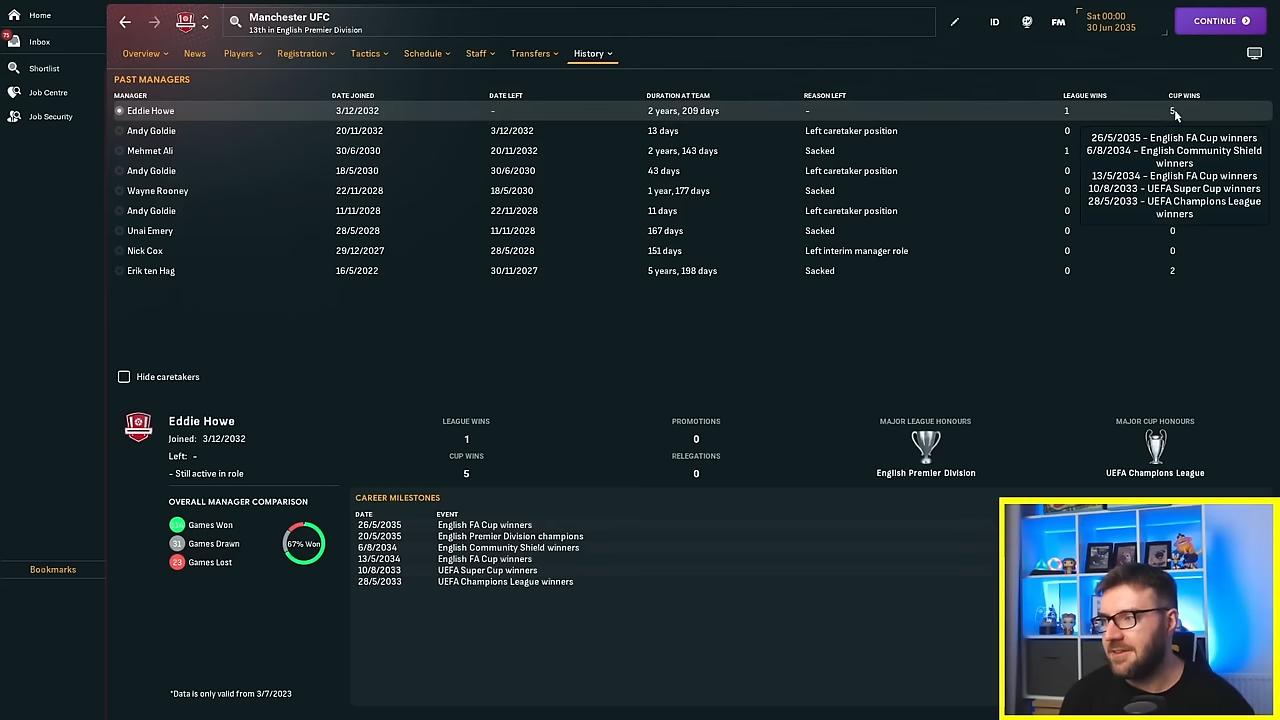 Home
75
Inbox
Shortlist
Job Centre
Job Security
Bookmarks
Manchester UFC
13th in English Premier Division
ID
FM
Sat 00:00
30 Jun 2035
CONTINUE
Overview
News
Players
Registration
Tactics
Schedule
Staff
Transfers
History
PAST MANAGERS
MANAGER DATE JOINED DATE LEFT DURATION AT TEAM REASON LEFT LEAGUE WINS CUP WINS
Eddie Howe 3/12/2032 - 2 years, 209 days - 1 5
Andy Goldie 20/11/2032 3/12/2032 13 days Left caretaker position 0
Mehmet Ali 30/6/2030 20/11/2032 2 years, 143 days Sacked 1
Andy Goldie 18/5/2030 30/6/2030 43 days Left caretaker position 0
Wayne Rooney 22/11/2028 18/5/2030 1 year, 177 days Sacked 0
Andy Goldie 11/11/2028 22/11/2028 11 days Left caretaker position 0
Unai Emery 28/5/2028 11/11/2028 167 days Sacked 0 0
Nick Cox 29/12/2027 28/5/2028 151 days Left interim manager role 0 0
Erik ten Hag 16/5/2022 30/11/2027 5 years, 198 days Sacked 0 2
26/5/2035 - English FA Cup winners
6/8/2034 - English Community Shield
winners
13/5/2034 - English FA Cup winners
10/8/2033 - UEFA Super Cup winners
28/5/2033 - UEFA Champions League
winners
Hide caretakers
Eddie Howe
Joined: 3/12/2032
Left: -
- Still active in role
LEAGUE WINS
1
CUP WINS
5
PROMOTIONS
0
RELEGATIONS
0
MAJOR LEAGUE HONOURS
English Premier Division
MAJOR CUP HONOURS
UEFA Champions League
OVERALL MANAGER COMPARISON
Games Won
31 Games Drawn
23 Games Lost
67% Won
CAREER MILESTONES
DATE EVENT
26/5/2035 English FA Cup winners
20/5/2035 English Premier Division champions
6/8/2034 English Community Shield winners
13/5/2034 English FA Cup winners
10/8/2033 UEFA Super Cup winners
28/5/2033 UEFA Champions League winners
*Data is only valid from 3/7/2023